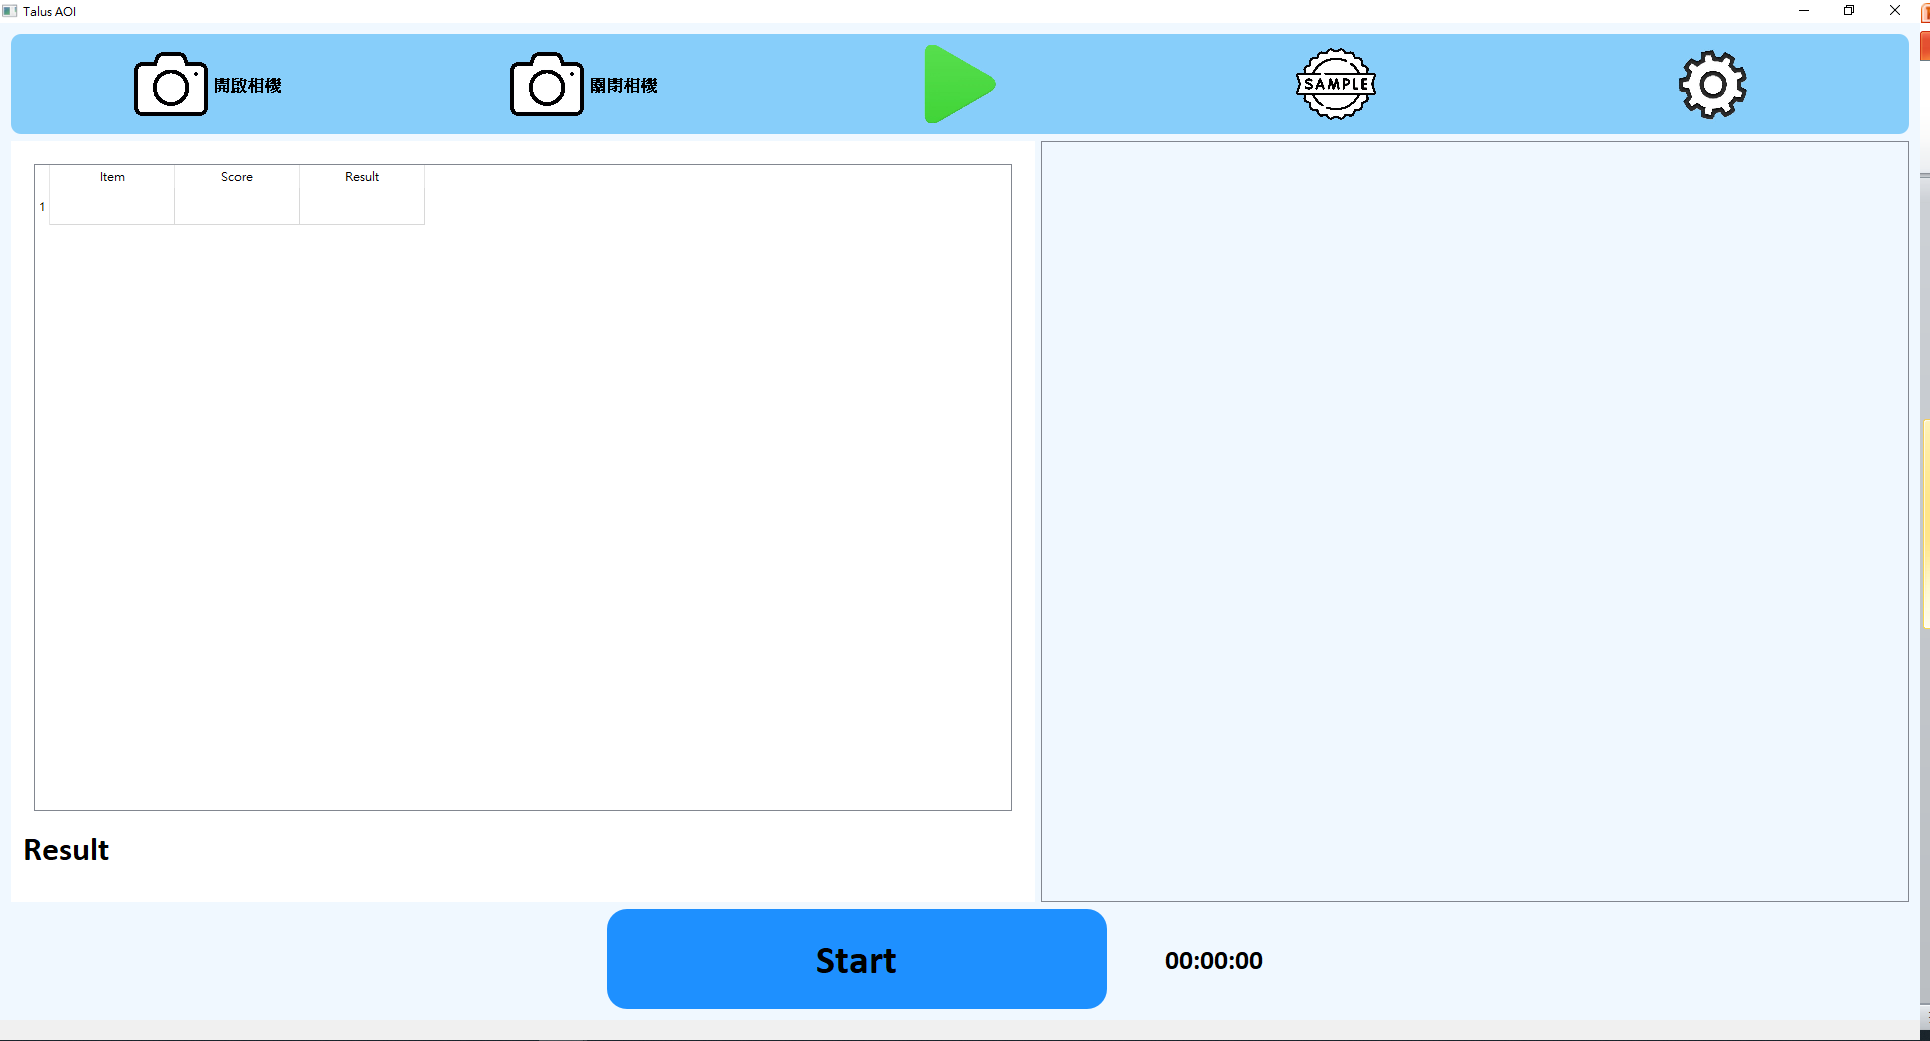 Talus AOI
開啟相機
關閉相機
SAMPLE
Item Score Result
1
Result
Start
00:00:00